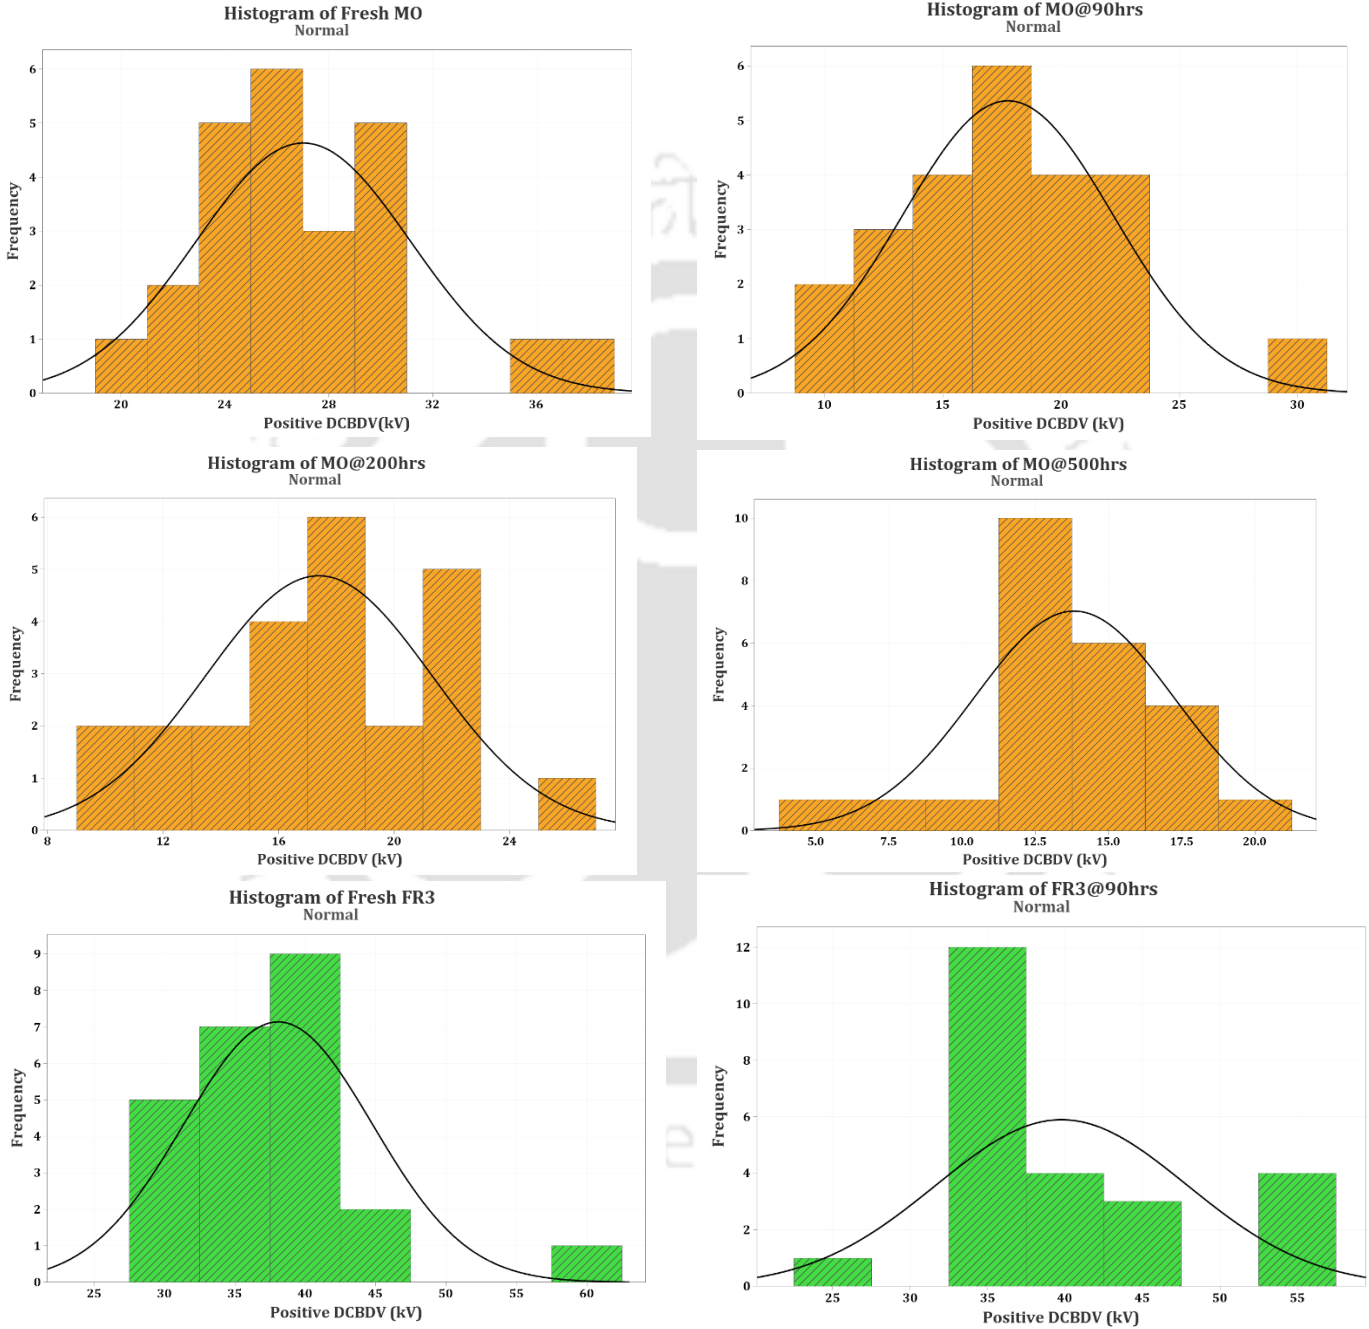 Histogram of Fresh MO
Normal
Frequency
6
5
4
3
2
1
0
20 24 28 32 36
Positive DCBDV(kV)
Histogram of MO@90hrs
Normal
Frequency
6
5
4
3
2
1
0
10 15 20 25 30
Positive DCBDV (kV)
Histogram of MO@200hrs
Normal
Frequency
6
5
4
3
2
1
0
8 12 16 20 24
Positive DCBDV (kV)
Histogram of MO@500hrs
Normal
Frequency
10
8
6
4
2
0
5.0 7.5 10.0 12.5 15.0 17.5 20.0
Positive DCBDV (kV)
Histogram of Fresh FR3
Normal
Frequency
9
8
7
6
5
4
3
2
1
0
25 30 35 40 45 50 55 60
Positive DCBDV (kV)
Histogram of FR3@90hrs
Normal
Frequency
12
10
8
6
4
2
0
25 30 35 40 45 50 55
Positive DCBDV (kV)